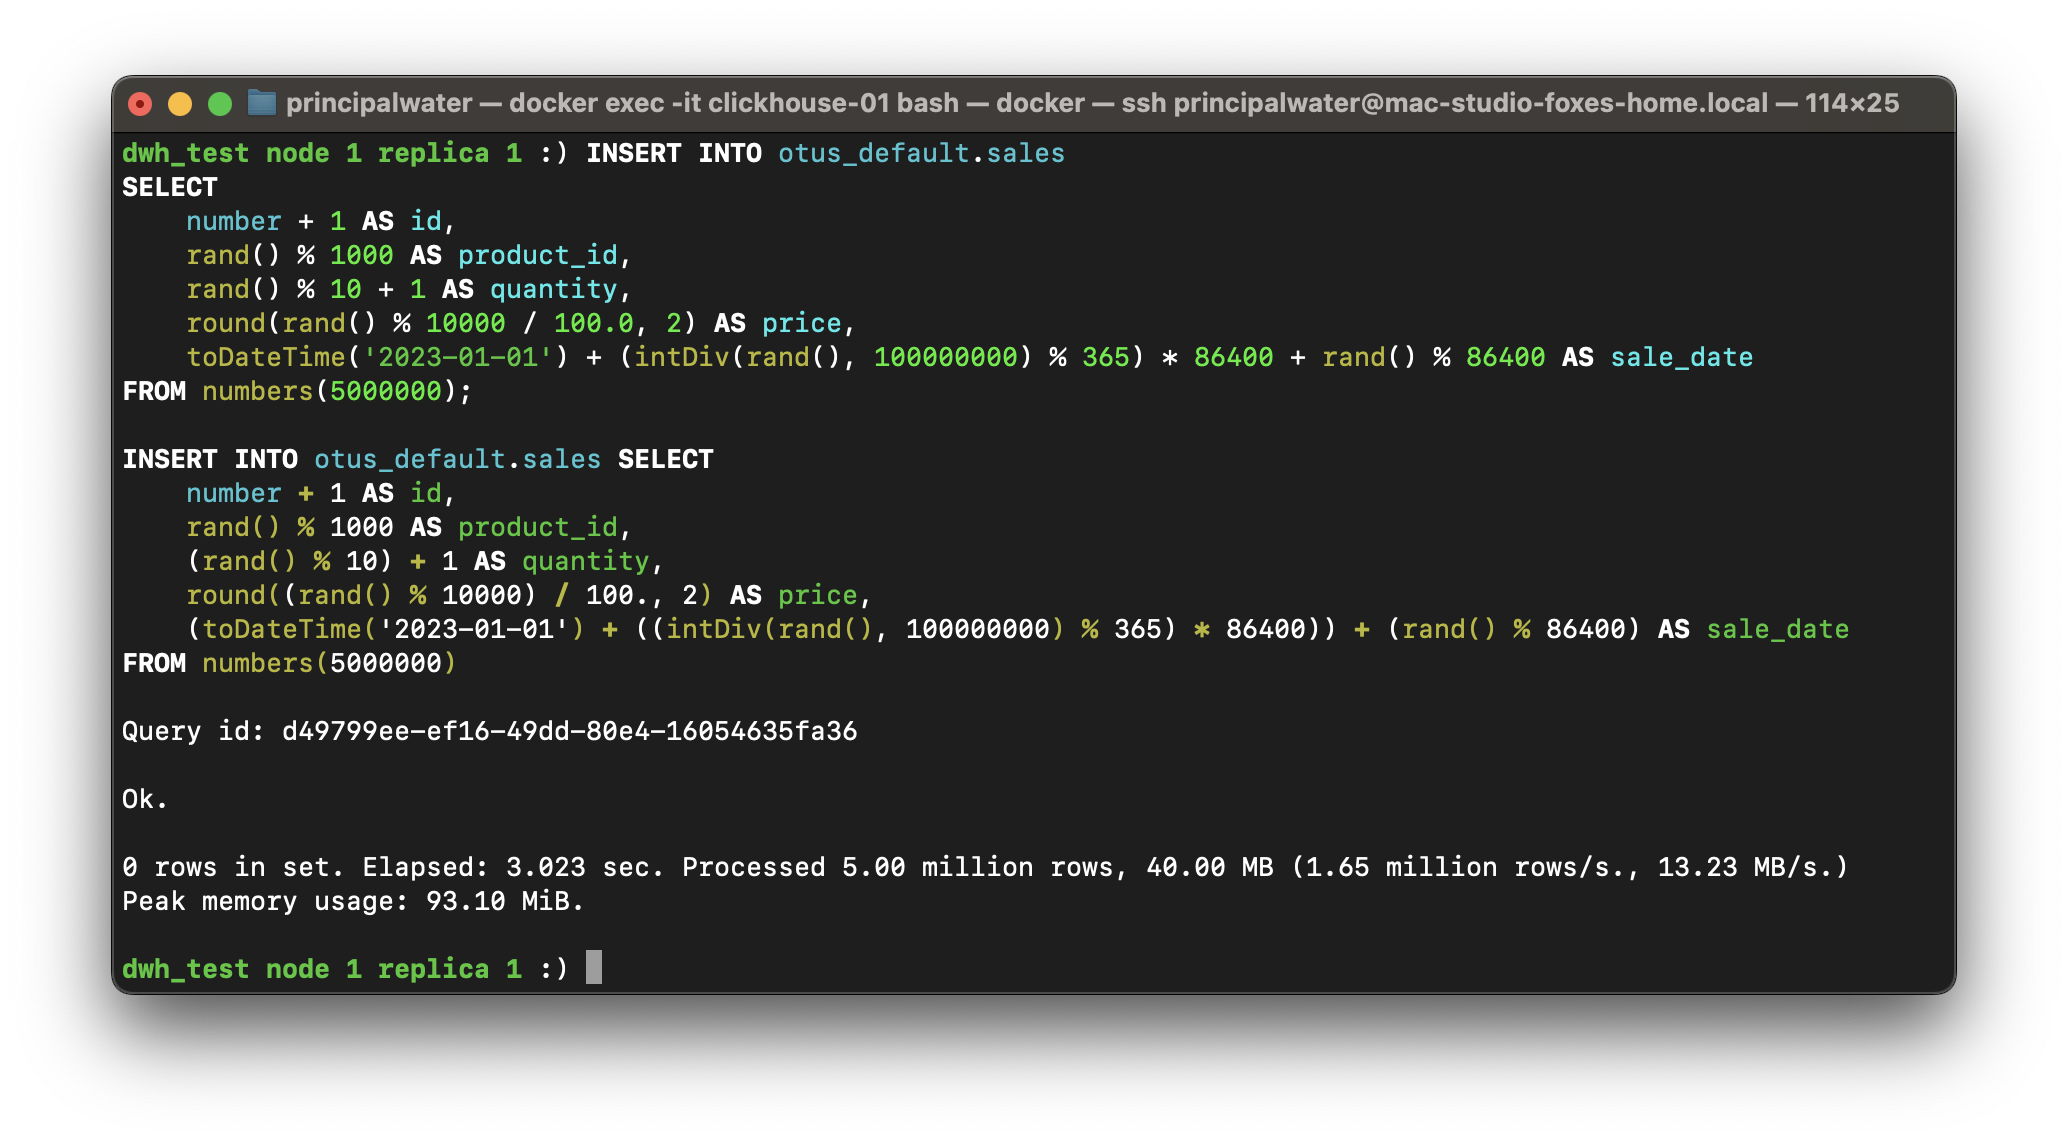 principalwater — docker exec -it clickhouse-01 bash — docker — ssh principalwater@mac-studio-foxes-home.local — 114×25
dwh_test node 1 replica 1 :) INSERT INTO otus_default.sales
SELECT
    number + 1 AS id,
    rand() % 1000 AS product_id,
    rand() % 10 + 1 AS quantity,
    round(rand() % 10000 / 100.0, 2) AS price,
    toDateTime('2023-01-01') + (intDiv(rand(), 100000000) % 365) * 86400 + rand() % 86400 AS sale_date
FROM numbers(5000000);
INSERT INTO otus_default.sales SELECT
    number + 1 AS id,
    rand() % 1000 AS product_id,
    (rand() % 10) + 1 AS quantity,
    round((rand() % 10000) / 100., 2) AS price,
    (toDateTime('2023-01-01') + ((intDiv(rand(), 100000000) % 365) * 86400)) + (rand() % 86400) AS sale_date
FROM numbers(5000000)
Query id: d49799ee-ef16-49dd-80e4-16054635fa36
Ok.
0 rows in set. Elapsed: 3.023 sec. Processed 5.00 million rows, 40.00 MB (1.65 million rows/s., 13.23 MB/s.)
Peak memory usage: 93.10 MiB.
dwh_test node 1 replica 1 :)